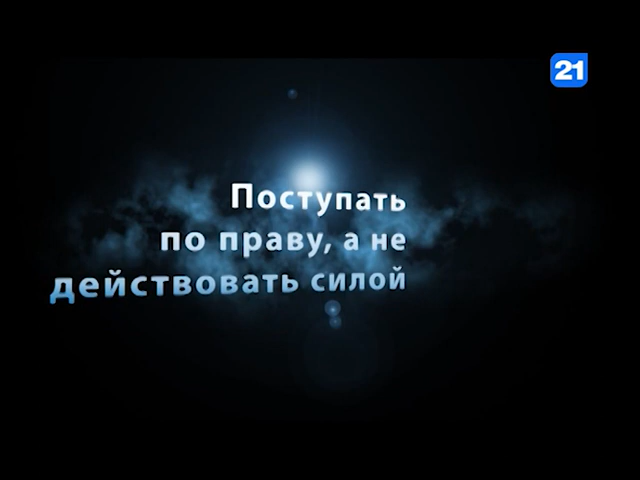 21
Поступать
по праву, а не
действовать силой